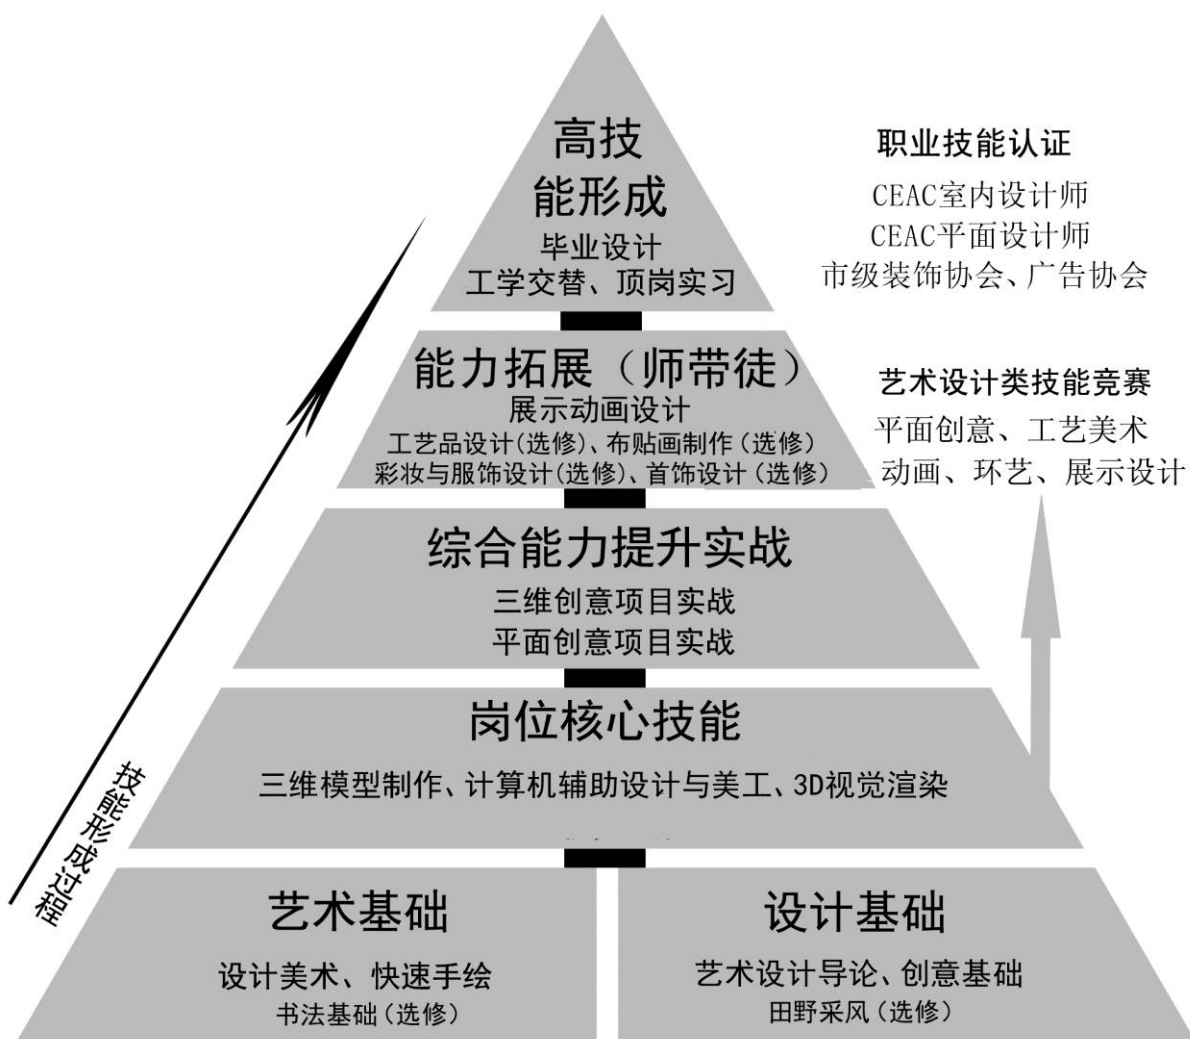 高技
能形成
毕业设计
工学交替、顶岗实习
职业技能认证
CEAC室内设计师
CEAC平面设计师
市级装饰协会、广告协会
能力拓展（师带徒）
展示动画设计
工艺品设计(选修)、布贴画制作（选修）
彩妆与服饰设计(选修)、首饰设计（选修）
艺术设计类技能竞赛
平面创意、工艺美术
动画、环艺、展示设计
综合能力提升实战
三维创意项目实战
平面创意项目实战
岗位核心技能
三维模型制作、计算机辅助设计与美工、3D视觉渲染
技能形成过程
艺术基础
设计美术、快速手绘
书法基础（选修）
设计基础
艺术设计导论、创意基础
田野采风（选修）